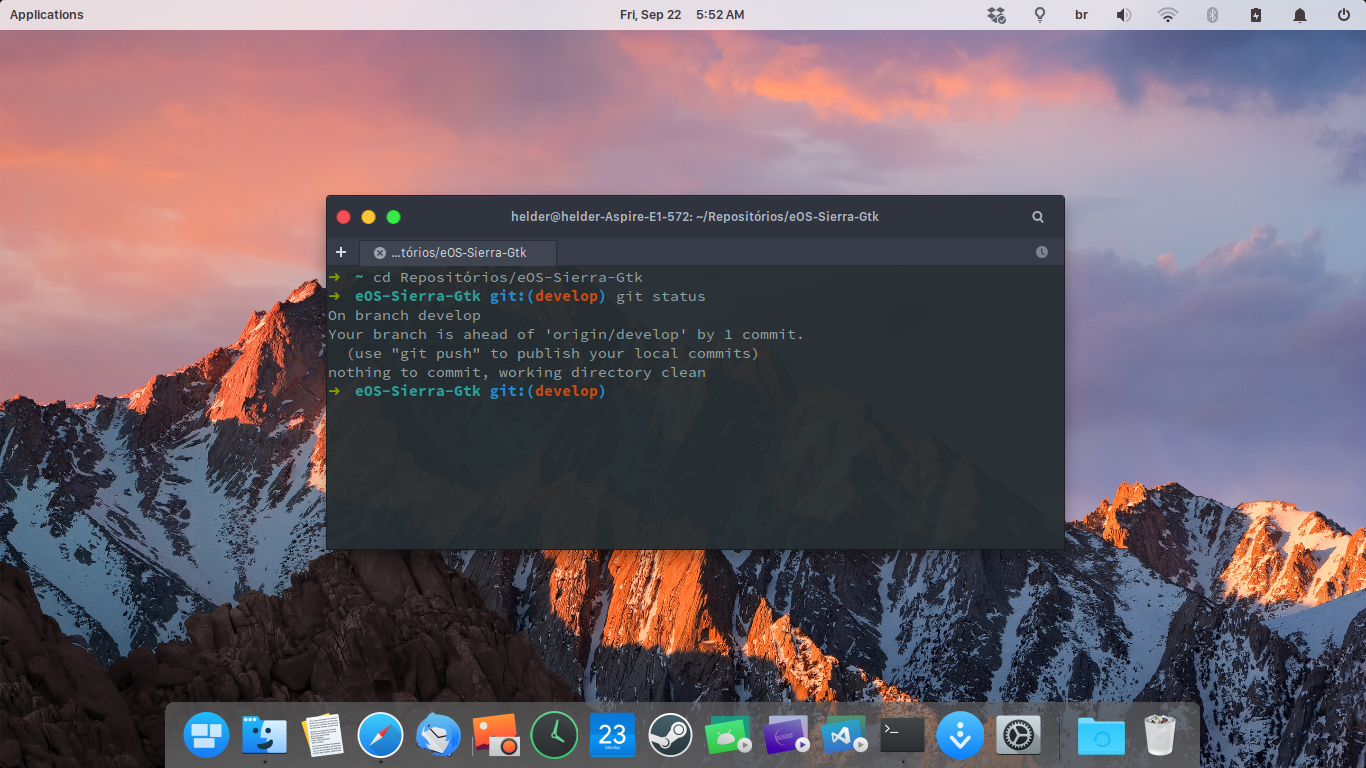 Applications
Fri, Sep 22 5:52 AM
br
helder@helder-Aspire-E1-572: ~/Repositórios/eOS-Sierra-Gtk
...tórios/eOS-Sierra-Gtk
➜ ~ cd Repositórios/eOS-Sierra-Gtk
➜ eOS-Sierra-Gtk git:(develop) git status
On branch develop
Your branch is ahead of 'origin/develop' by 1 commit.
(use "git push" to publish your local commits)
nothing to commit, working directory clean
➜ eOS-Sierra-Gtk git:(develop)
23
Monday
>_